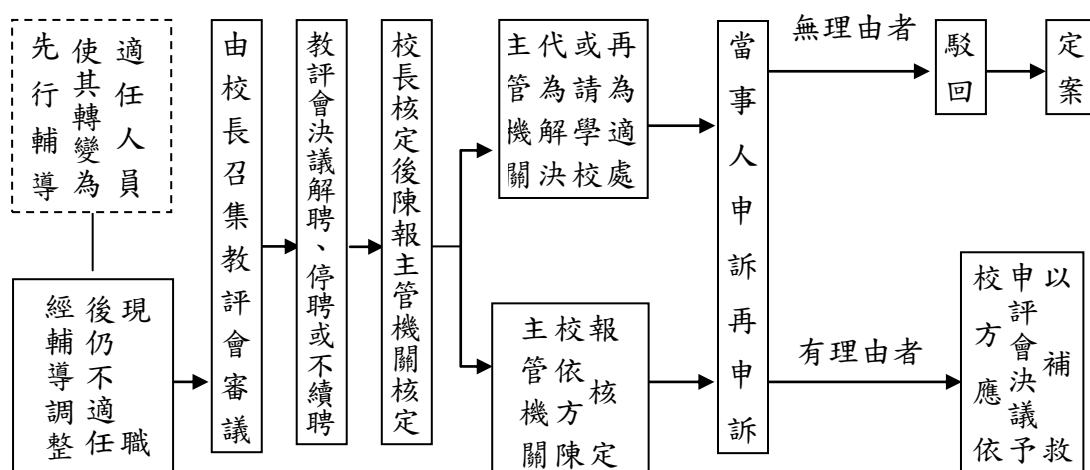 先行輔導
使其轉變為
適任人員
經輔導調整
後仍不適任
現職
由校長召集教評會審議
教評會決議解聘、停聘或不續聘
校長核定後陳報主管機關核定
主管機關
代為解決
或請學校
再為適處
主管機關
校依方陳
報核定
當事人申訴再申訴
無理由者
駁回
定案
有理由者
校方應依
申評會決議予
以補救